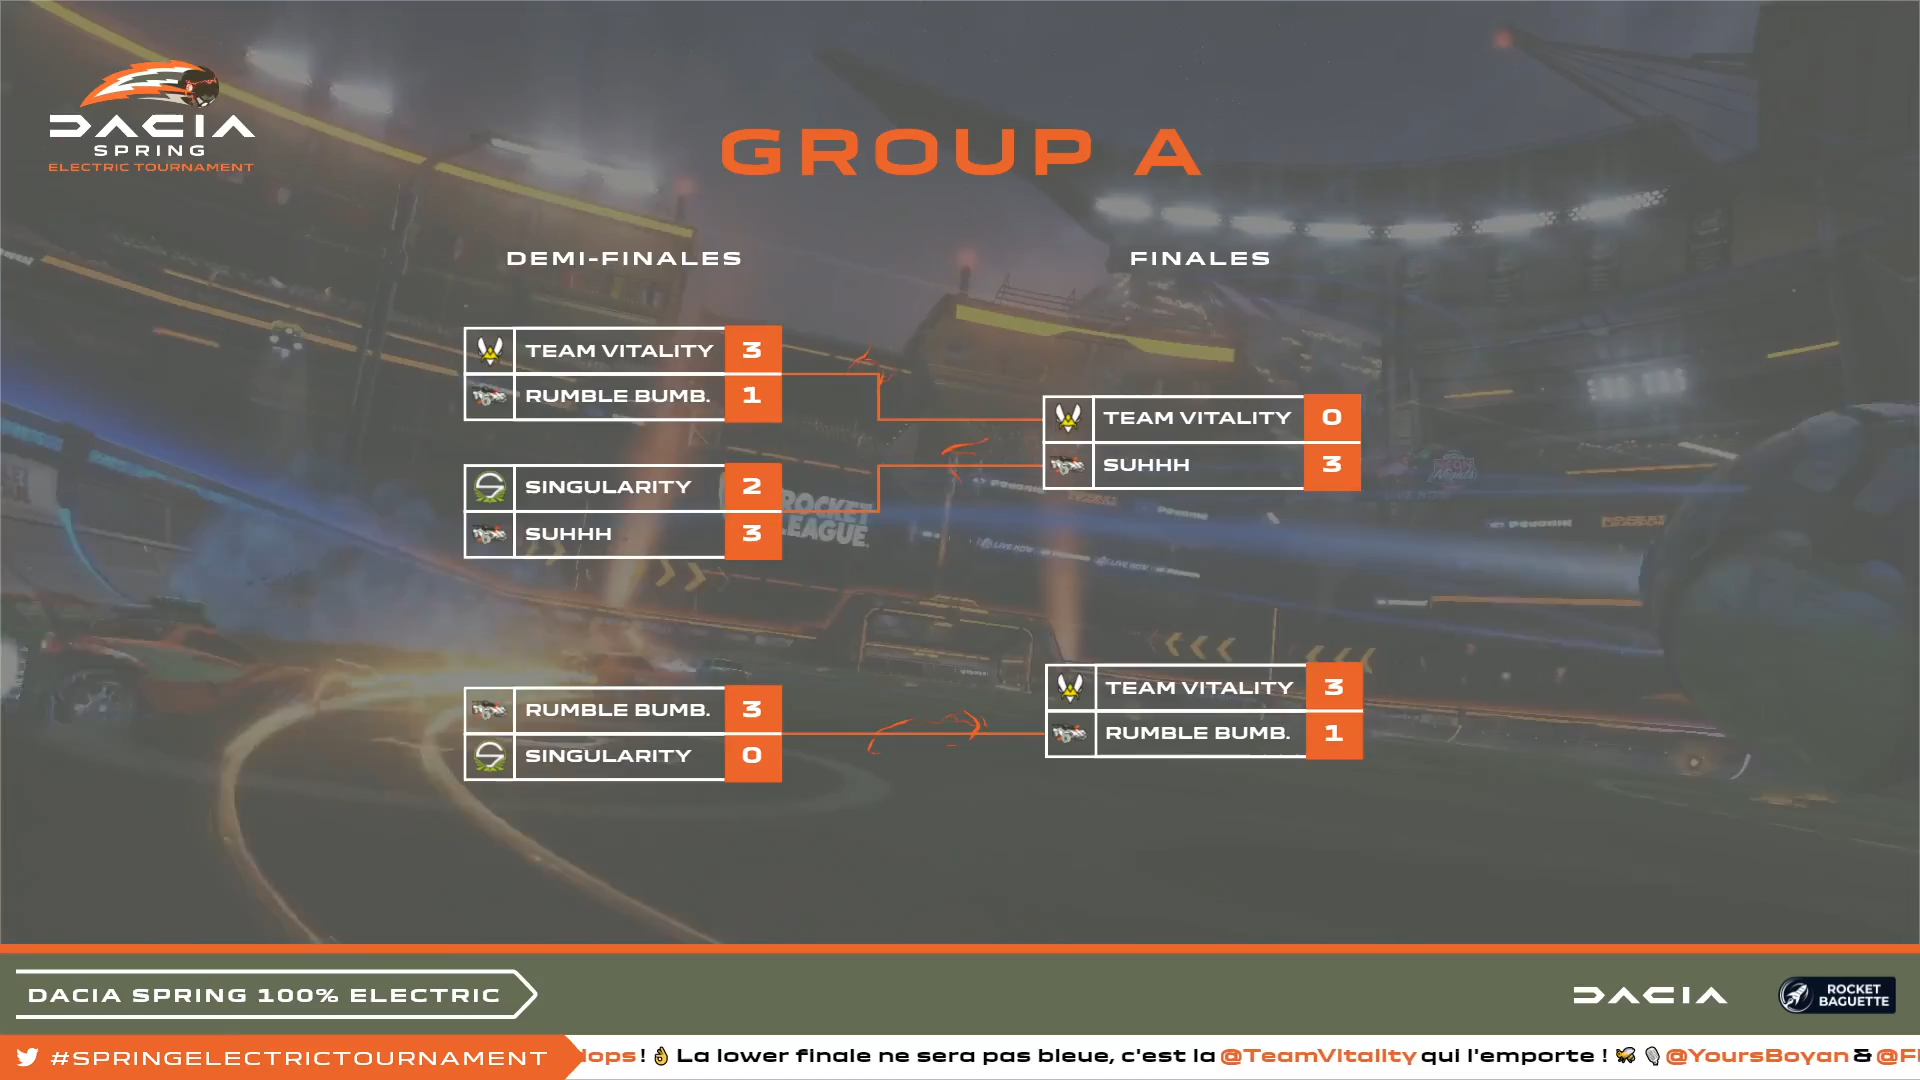 DACIA
SPRING
ELECTRIC TOURNAMENT
GROUP A
DEMI-FINALES
FINALES
TEAM VITALITY 3
RUMBLE BUMB. 1
SINGULARITY 2
SUHHH 3
TEAM VITALITY 0
SUHHH 3
RUMBLE BUMB. 3
SINGULARITY 0
TEAM VITALITY 3
RUMBLE BUMB. 1
ROCKET
LEAGUE
DACIA SPRING 100% ELECTRIC
DACIA
ROCKET
BAGUETTE
#SPRINGELECTRICTOURNAMENT
! 👌 La lower finale ne sera pas bleue, c'est la @TeamVitality qui l'emporte ! 🐝 🎙 @YoursBoyan &